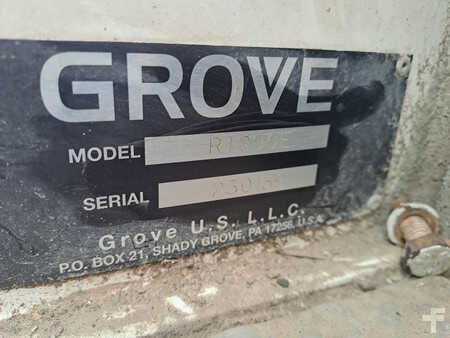 GROVE
MODEL
SERIAL
Grove U.S. L.L.C.
P.O. BOX 21, SHADY GROVE, PA 17256, U.S.A.